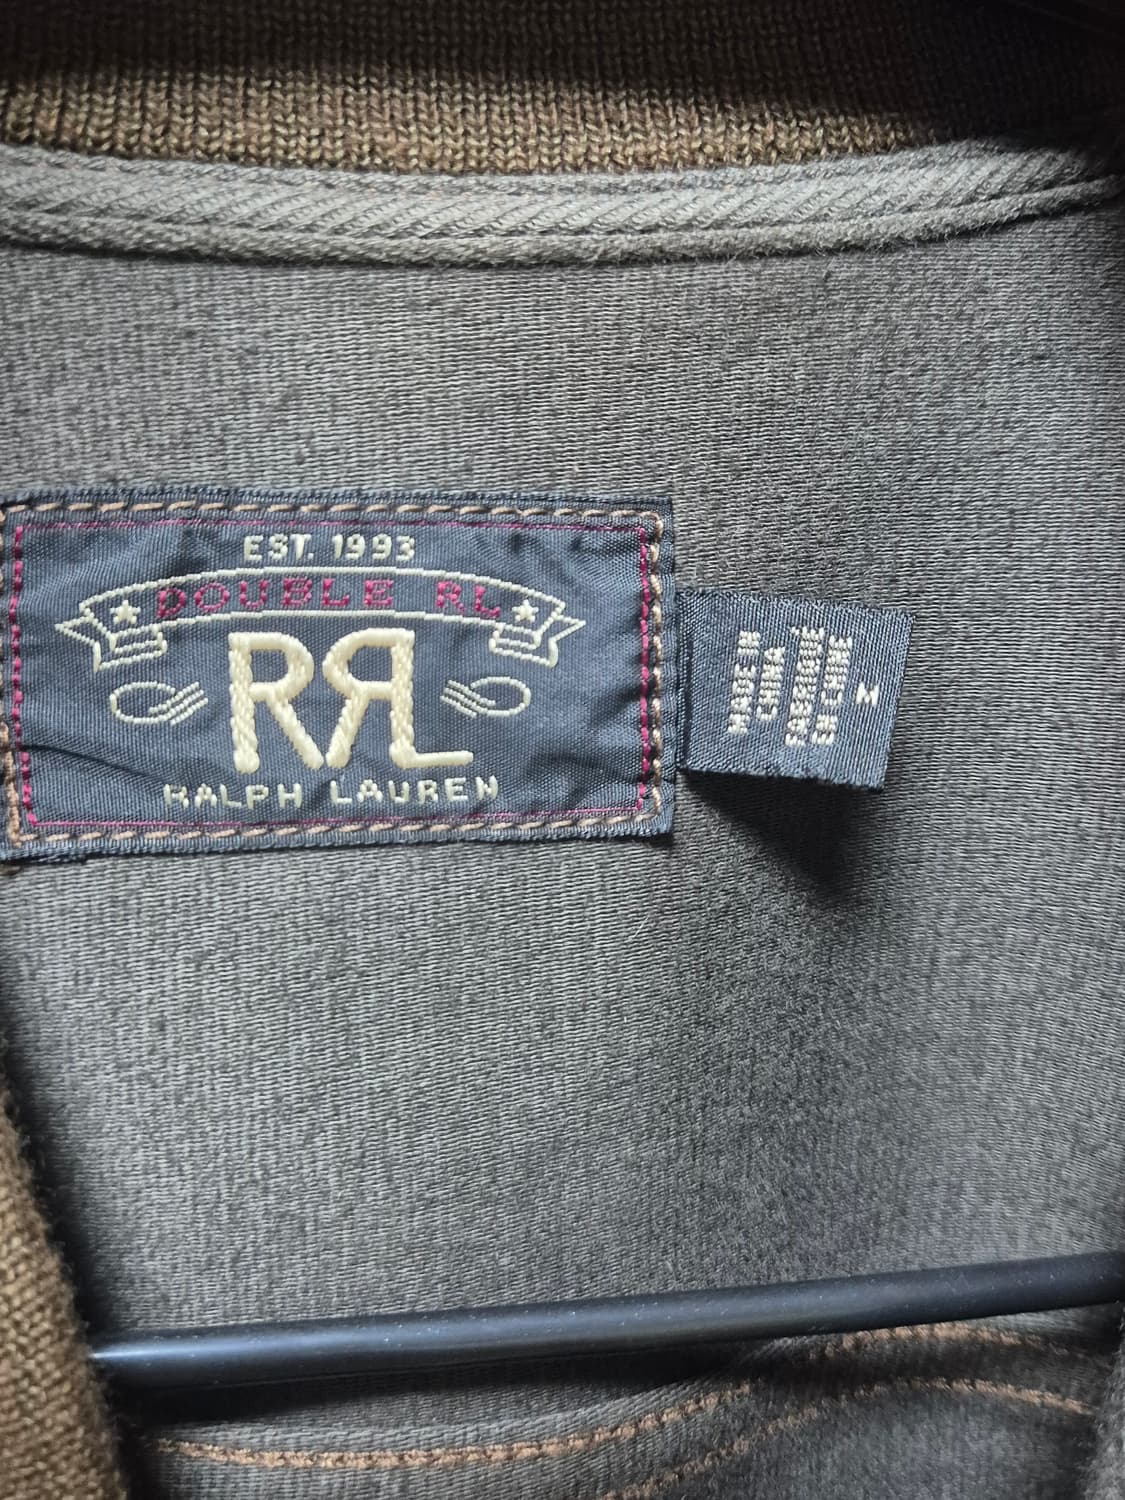 EST. 1993
DOUBLE RL
RRL
RALPH LAUREN
M